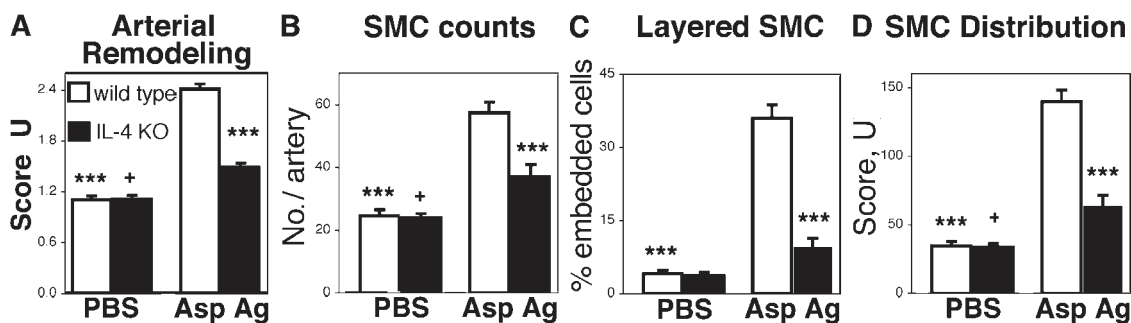 A Arterial Remodeling
Score U
2.4
1.8
1.2
0.6
0.0
wild type
IL-4 KO
*** + ***
PBS Asp Ag
B SMC counts
No./ artery
60
40
20
0
*** + ***
PBS Asp Ag
C Layered SMC
% embedded cells
45
30
15
0
*** ***
PBS Asp Ag
D SMC Distribution
Score, U
150
100
50
0
*** + ***
PBS Asp Ag